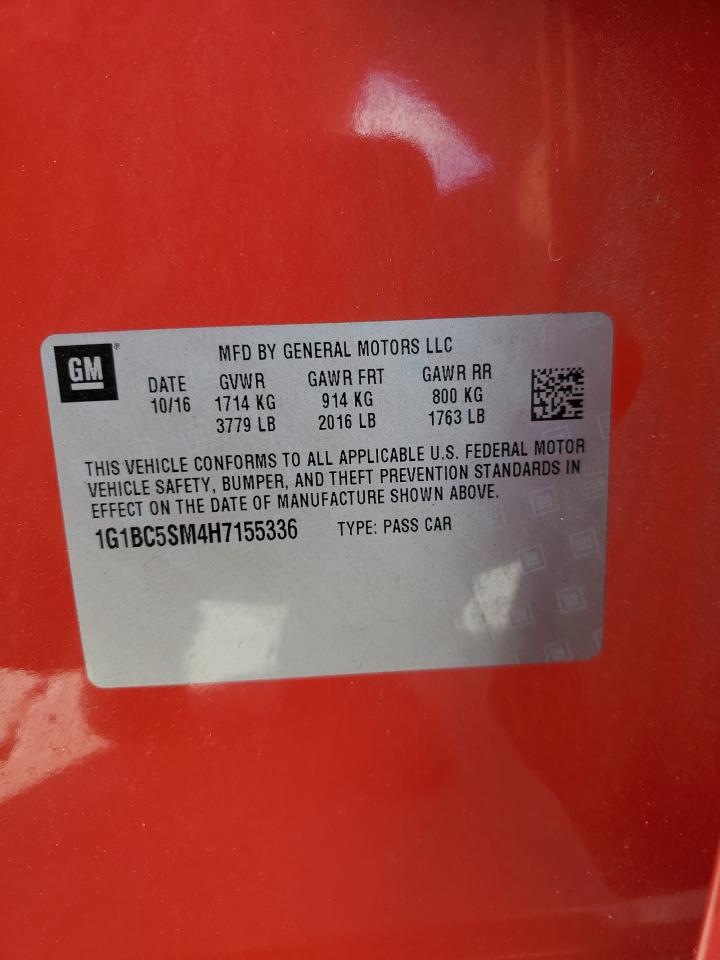 GM®
MFD BY GENERAL MOTORS LLC
DATE GVWR GAWR FRT GAWR RR
10/16 1714 KG 914 KG 800 KG
3779 LB 2016 LB 1763 LB
THIS VEHICLE CONFORMS TO ALL APPLICABLE U.S. FEDERAL MOTOR
VEHICLE SAFETY, BUMPER, AND THEFT PREVENTION STANDARDS IN
EFFECT ON THE DATE OF MANUFACTURE SHOWN ABOVE.
1G1BC5SM4H7155336 TYPE: PASS CAR